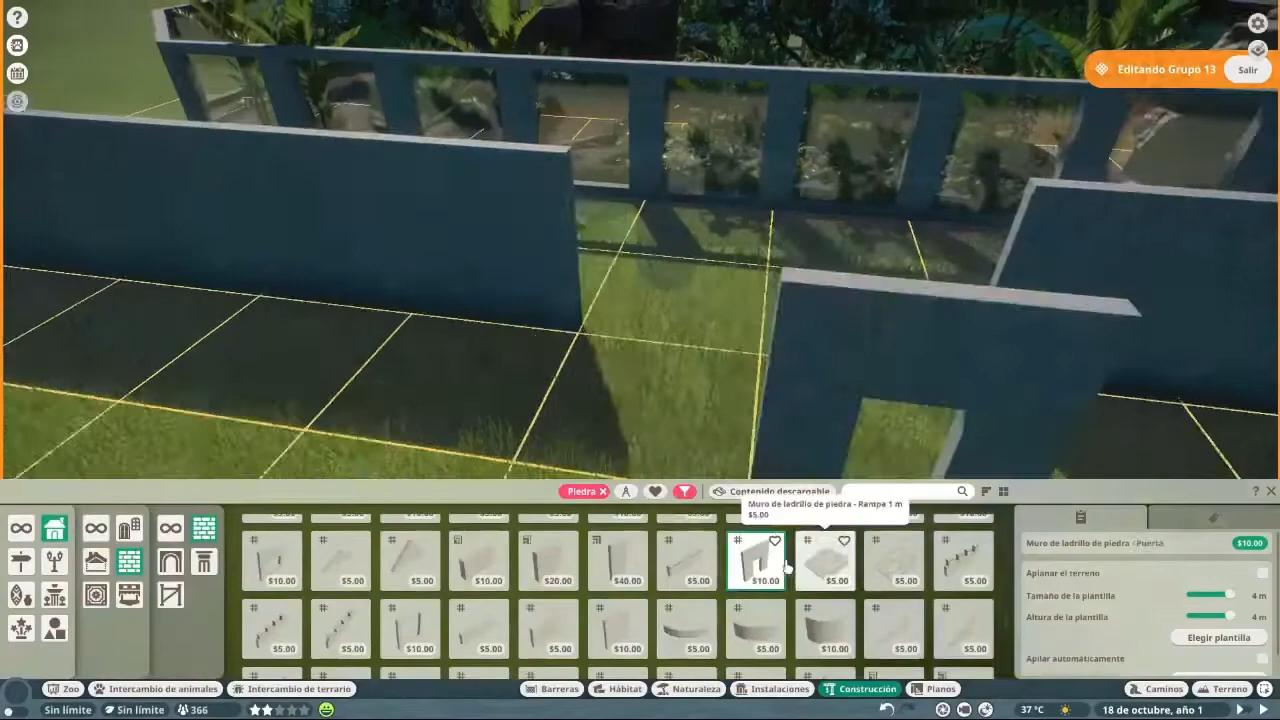 ?
Editando Grupo 13
Salir
Piedra ×
Contenido descargable
Muro de ladrillo de piedra - Rampa 1 m
$5.00
? ×
$10.00
$5.00
$5.00
$10.00
$20.00
$40.00
$5.00
$10.00
$5.00
$5.00
$5.00
$5.00
$5.00
$10.00
$5.00
$5.00
$10.00
$5.00
$5.00
$10.00
$5.00
$5.00
Muro de ladrillo de piedra - Puerta
$10.00
Aplanar el terreno
Tamaño de la plantilla
4 m
Altura de la plantilla
4 m
Elegir plantilla
Apilar automáticamente
Zoo
Intercambio de animales
Intercambio de terrario
Barreras
Hábitat
Naturaleza
Instalaciones
Construcción
Planos
Caminos
Terreno
Sin límite
Sin límite
366
37 °C
18 de octubre, año 1